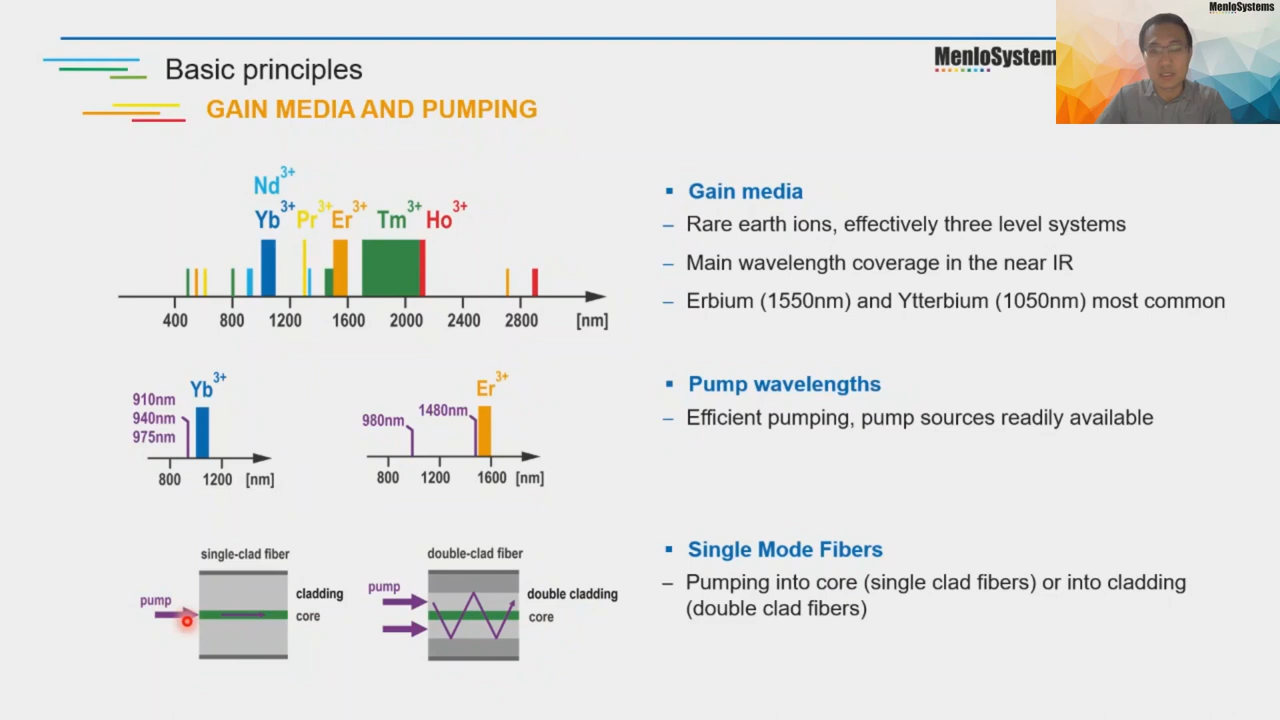 MenloSystems
Basic principles
MenloSystem
GAIN MEDIA AND PUMPING
Nd3+
Yb3+ Pr3+ Er3+ Tm3+ Ho3+
400 800 1200 1600 2000 2400 2800 [nm]
▪ Gain media
– Rare earth ions, effectively three level systems
– Main wavelength coverage in the near IR
– Erbium (1550nm) and Ytterbium (1050nm) most common
Yb3+
910nm
940nm
975nm
800 1200 [nm]
Er3+
1480nm
980nm
800 1200 1600 [nm]
▪ Pump wavelengths
– Efficient pumping, pump sources readily available
single-clad fiber
pump
cladding
core
double-clad fiber
pump
double cladding
core
▪ Single Mode Fibers
– Pumping into core (single clad fibers) or into cladding
(double clad fibers)